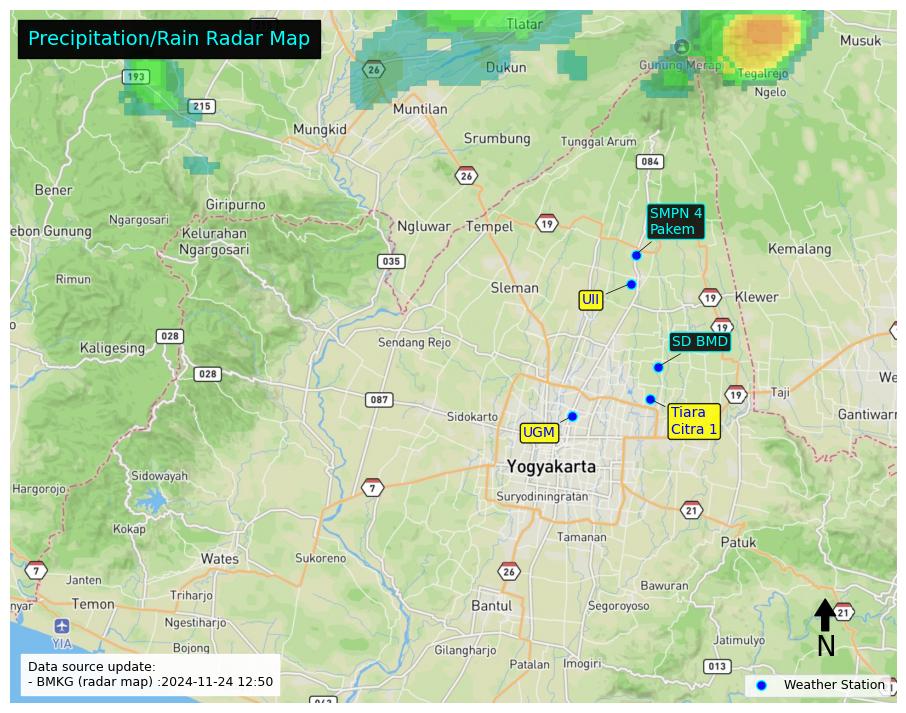 Precipitation/Rain Radar Map
Tlatar
Musuk
26
Dukun
Gunung Merapi
193
Tegalrejo
Ngelo
215
Muntilan
Mungkid
Srumbung
Tunggal Arum
084
26
Bener
Giripurno
SMPN 4
Pakem
Ngargosari
19
Ngluwar
Tempel
ebon Gunung
Kelurahan
Ngargosari
Kemalang
035
Rimun
Sleman
UII
19
Klewer
19
028
Sendang Rejo
SD BMD
Kaligesing
028
We
Taji
19
087
Sidokarto
Tiara
Citra 1
Gantiwarn
UGM
Yogyakarta
Sidowayah
Hargorojo
7
Suryodiningratan
21
Kokap
Tamanan
Patuk
Wates
Sukoreno
7
26
Janten
Bawuran
Triharjo
nyar
Temon
Bantul
Segoroyoso
21
Ngestiharjo
YIA
Jatimulyo
N
Bojong
Gilangharjo
Patalan
Imogiri
013
Data source update:
- BMKG (radar map) :2024-11-24 12:50
Weather Station